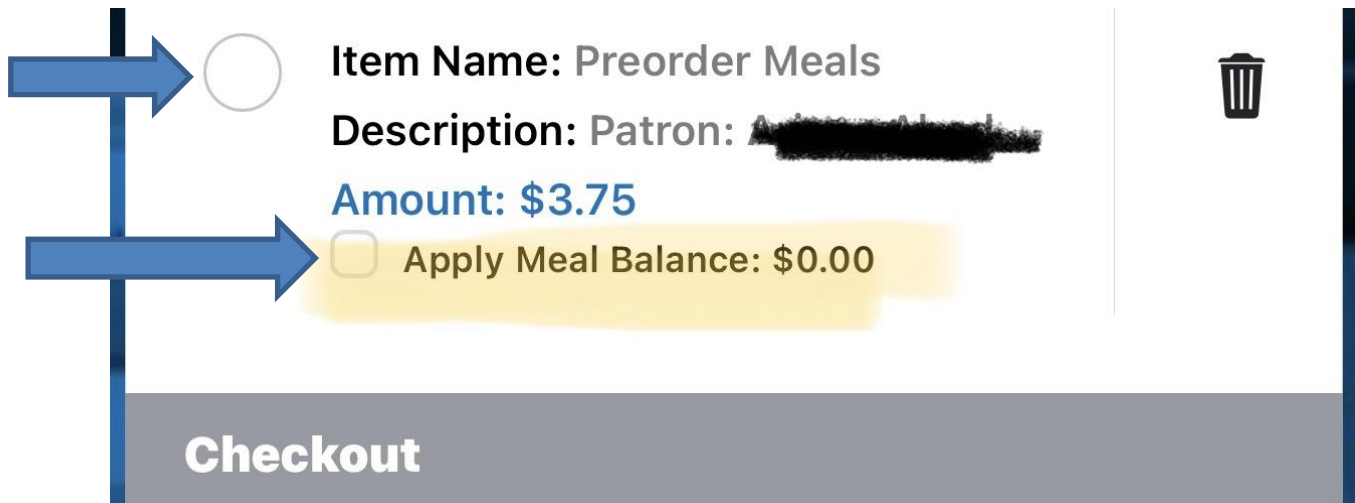 Item Name: Preorder Meals
Description: Patron:
Amount: $3.75
Apply Meal Balance: $0.00
Checkout